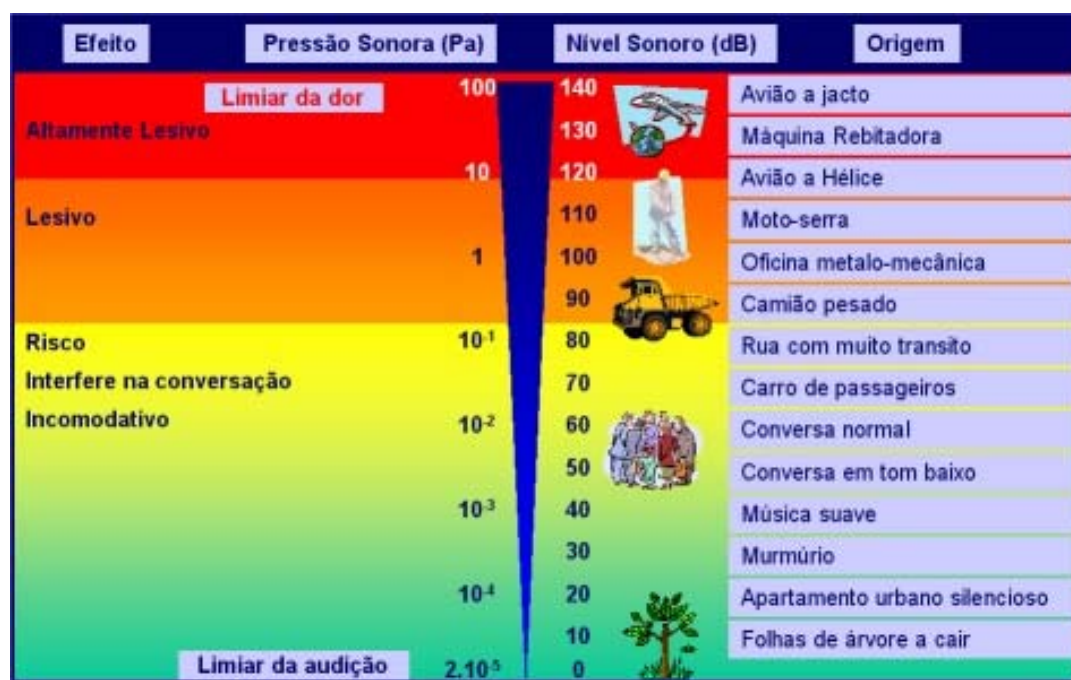 Efeito Pressão Sonora (Pa) Nível Sonoro (dB) Origem
Limiar da dor 100 140 Avião a jacto
Altamente Lesivo 130 Máquina Rebitadora
10 120 Avião a Hélice
Lesivo 110 Moto-serra
1 100 Oficina metalo-mecânica
90 Camião pesado
Risco 10⁻¹ 80 Rua com muito transito
Interfere na conversação 70 Carro de passageiros
Incomodativo 10⁻² 60 Conversa normal
50 Conversa em tom baixo
10⁻³ 40 Música suave
30 Murmúrio
10⁻⁴ 20 Apartamento urbano silencioso
10 Folhas de árvore a cair
Limiar da audição 2.10⁻⁵ 0